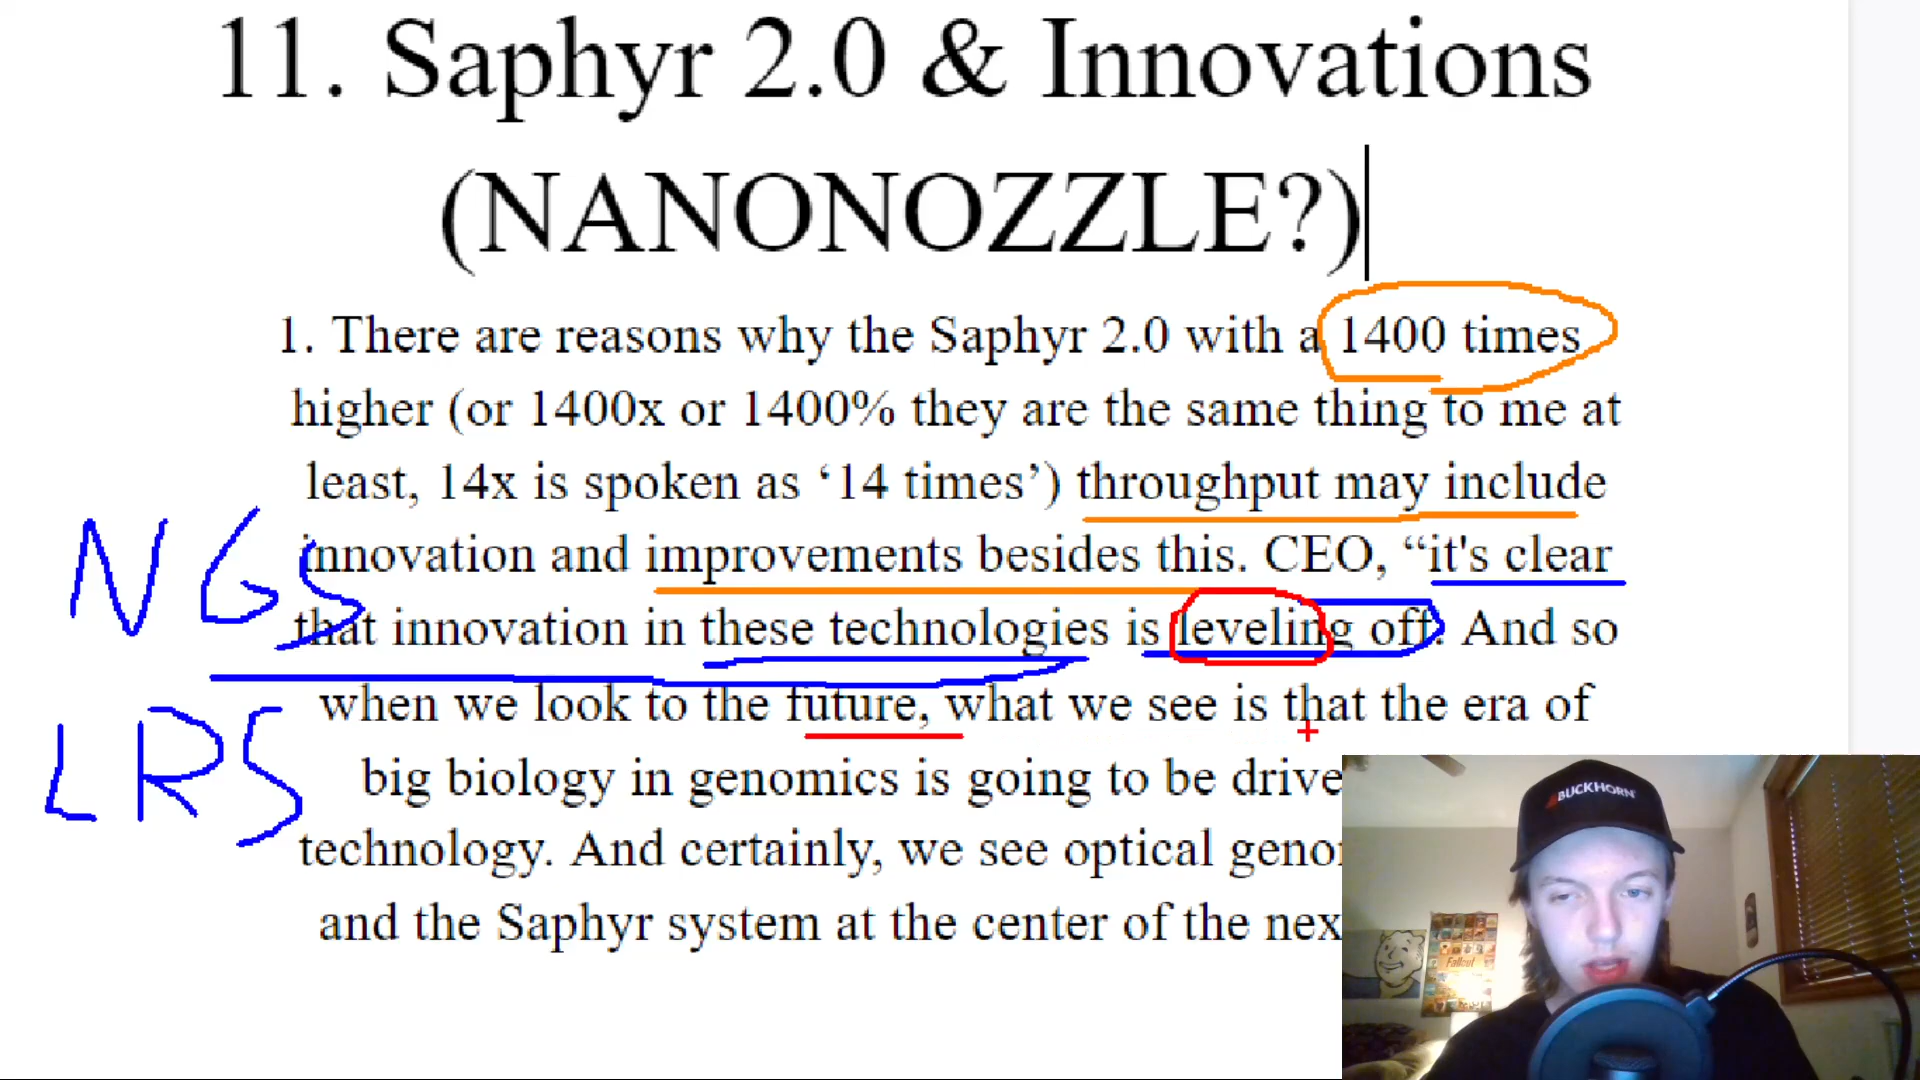 11. Saphyr 2.0 & Innovations
(NANONOZZLE?)
1. There are reasons why the Saphyr 2.0 with a 1400 times
higher (or 1400x or 1400% they are the same thing to me at
least, 14x is spoken as ‘14 times’) throughput may include
innovation and improvements besides this. CEO, “it's clear
that innovation in these technologies is leveling off. And so
when we look to the future, what we see is that the era of
big biology in genomics is going to be drive
technology. And certainly, we see optical geno
and the Saphyr system at the center of the nex
NGS
LRS
BUCKHORN
Fallout